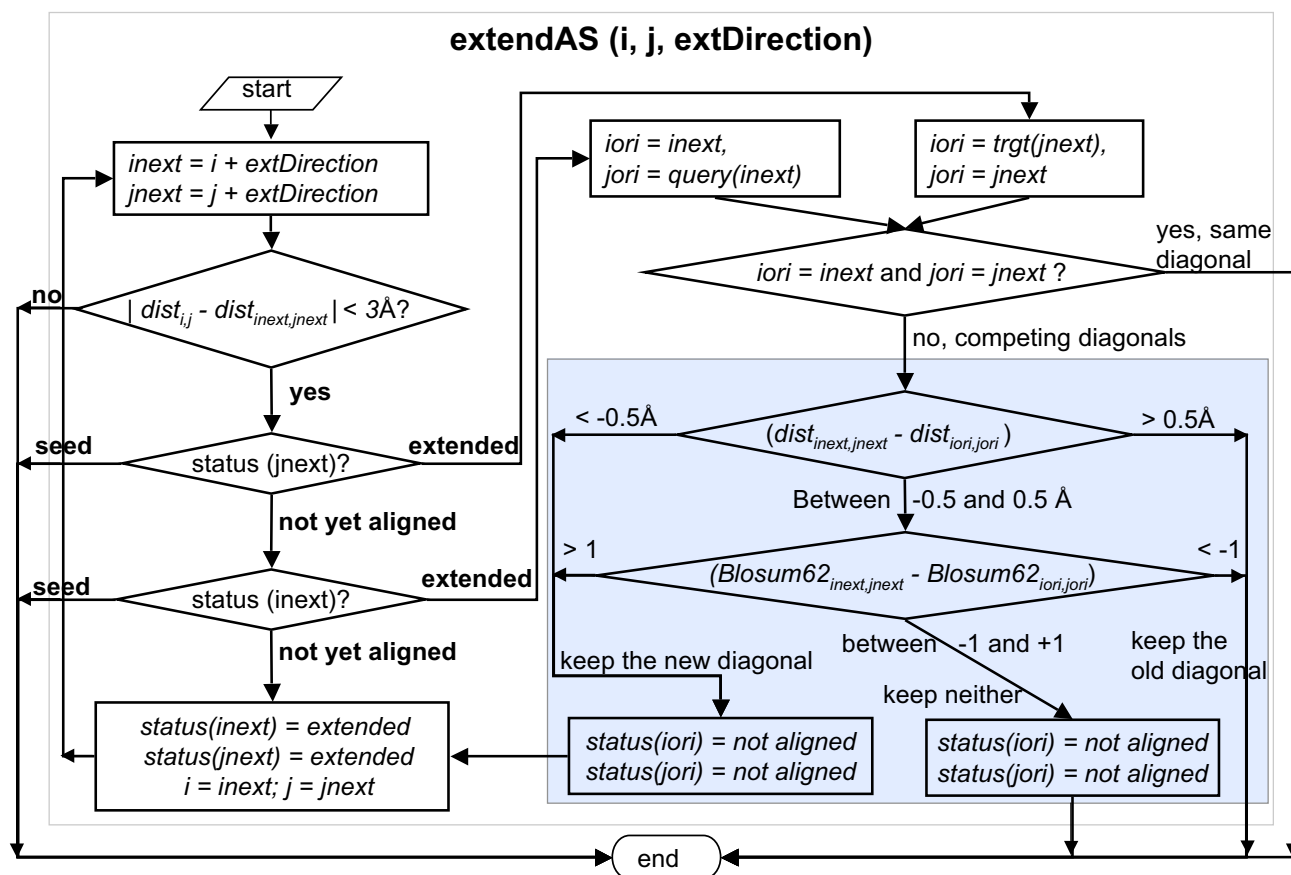 extendAS (i, j, extDirection)
start
inext = i + extDirection
jnext = j + extDirection
| dist_{i,j} - dist_{inext,jnext} | < 3Å?
no
yes
seed
status (jnext)?
extended
not yet aligned
seed
status (inext)?
extended
not yet aligned
status(inext) = extended
status(jnext) = extended
i = inext; j = jnext
iori = inext,
jori = query(inext)
iori = trgt(jnext),
jori = jnext
iori = inext and jori = jnext ?
yes, same
diagonal
no, competing diagonals
< -0.5Å
(dist_{inext,jnext} - dist_{iori,jori} )
> 0.5Å
Between -0.5 and 0.5 Å
> 1
(Blosum62_{inext,jnext} - Blosum62_{iori,jori})
< -1
between -1 and +1
keep the new diagonal
keep neither
keep the
old diagonal
status(iori) = not aligned
status(jori) = not aligned
status(iori) = not aligned
status(jori) = not aligned
end